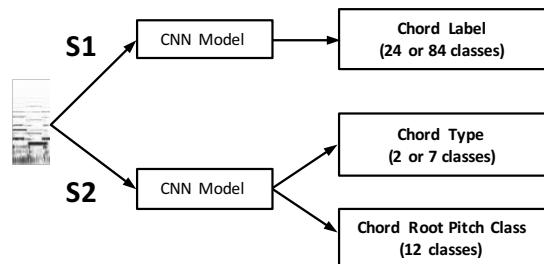 S1
CNN Model
Chord Label
(24 or 84 classes)
S2
CNN Model
Chord Type
(2 or 7 classes)
Chord Root Pitch Class
(12 classes)